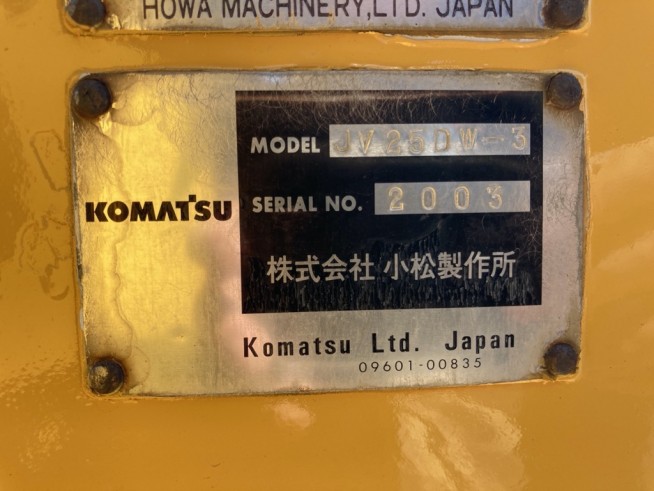 HOWA MACHINERY,LTD. JAPAN
MODEL JV25DW-3
KOMATSU
SERIAL NO. 2003
株式会社 小松製作所
Komatsu Ltd. Japan
09601-00835